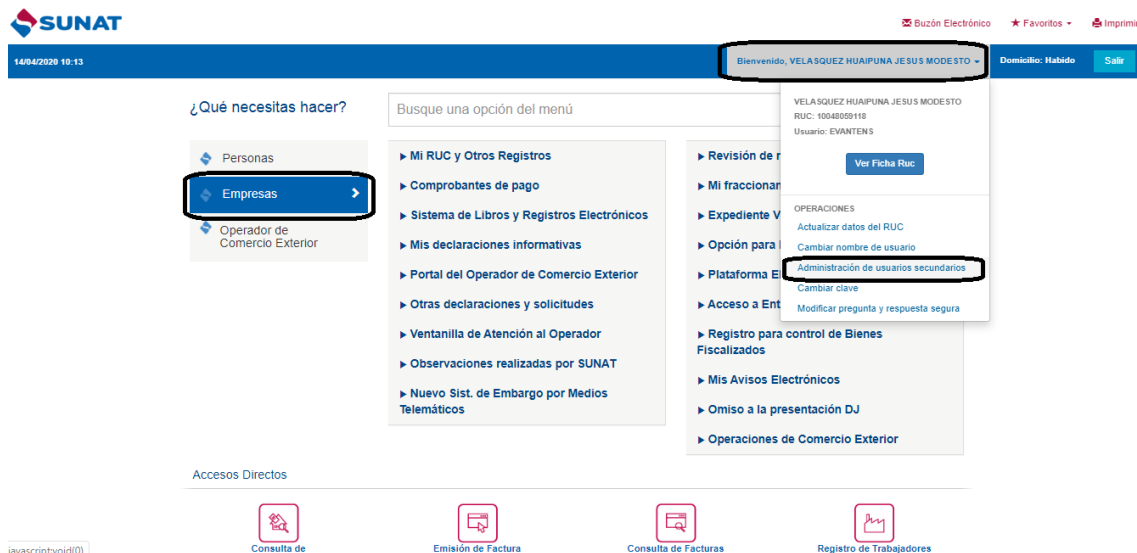 SUNAT
Buzón Electrónico
Favoritos
Imprimir
14/04/2020 10:13
Bienvenido, VELASQUEZ HUAIPUNA JESUS MODESTO
Domicilio: Habido
Salir
¿Qué necesitas hacer?
Busque una opción del menú
VELASQUEZ HUAIPUNA JESUS MODESTO
RUC: 10048059118
Usuario: EVANTENS
Ver Ficha Ruc
OPERACIONES
Actualizar datos del RUC
Cambiar nombre de usuario
Administración de usuarios secundarios
Cambiar clave
Modificar pregunta y respuesta segura
Personas
Empresas
Operador de
Comercio Exterior
Mi RUC y Otros Registros
Comprobantes de pago
Sistema de Libros y Registros Electrónicos
Mis declaraciones informativas
Portal del Operador de Comercio Exterior
Otras declaraciones y solicitudes
Ventanilla de Atención al Operador
Observaciones realizadas por SUNAT
Nuevo Sist. de Embargo por Medios
Telemáticos
Revisión de
Mi
Expediente
Opción para
Plataforma
Acceso a
Registro para control de Bienes
Fiscalizados
Mis Avisos Electrónicos
Omiso a la presentación DJ
Operaciones de Comercio Exterior
Accesos Directos
Consulta de
Emisión de Factura
Consulta de Facturas
Registro de Trabajadores
javascript:void(0)